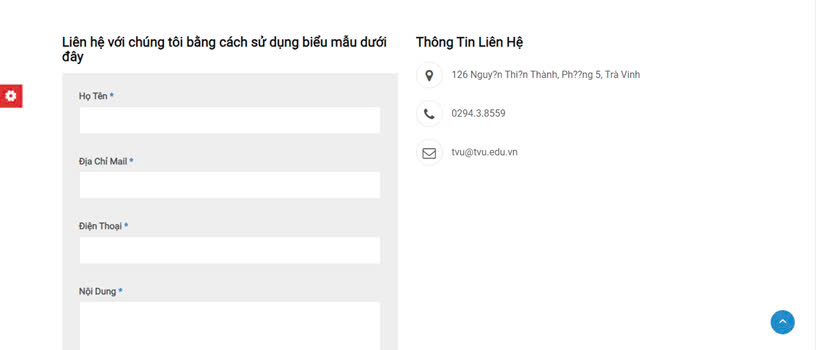 Liên hệ với chúng tôi bằng cách sử dụng biểu mẫu dưới
đây
Họ Tên *
Địa Chỉ Mail *
Điện Thoại *
Nội Dung *
Thông Tin Liên Hệ
126 Nguy?n Thi?n Thành, Ph??ng 5, Trà Vinh
0294.3.8559
tvu@tvu.edu.vn